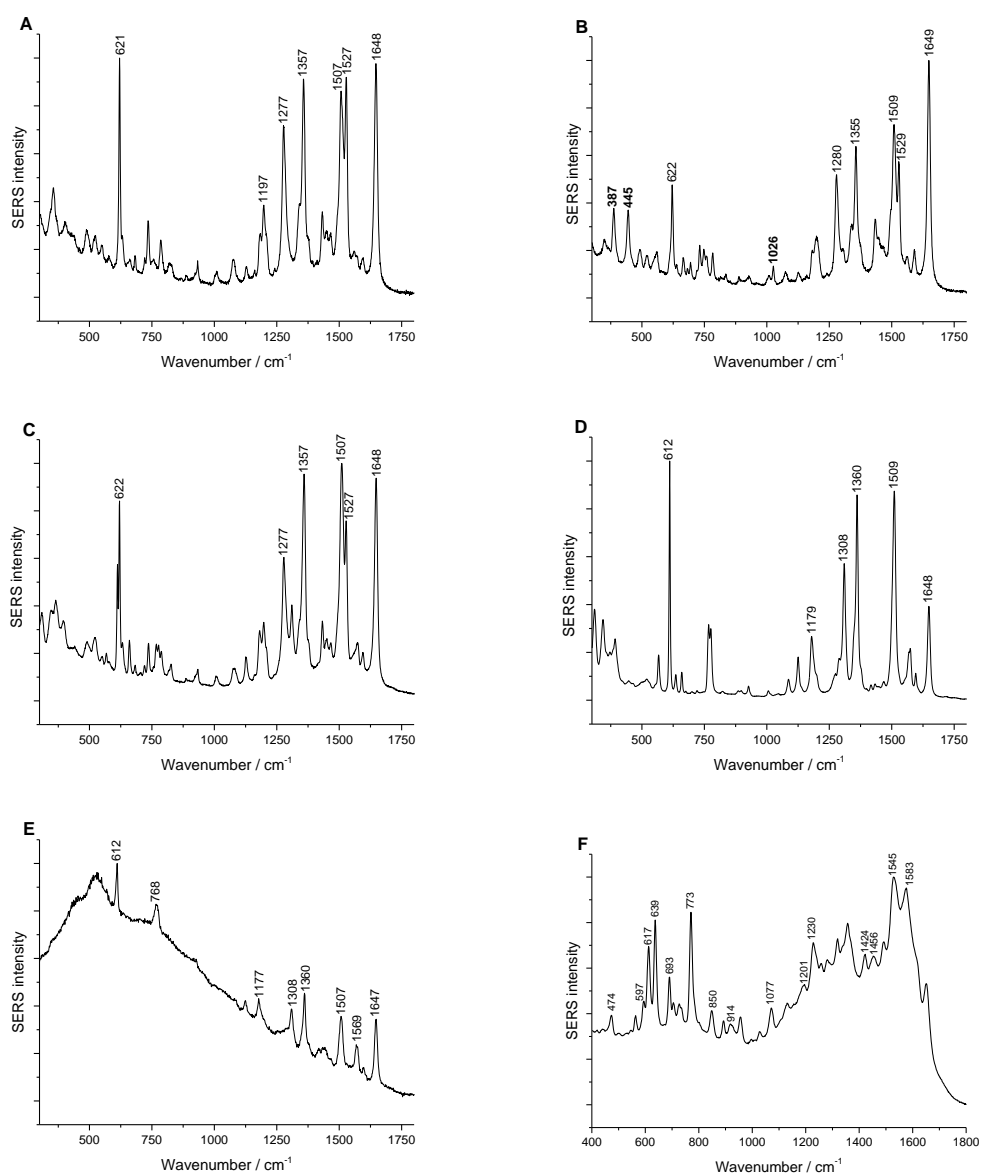 A
621
1197
1277
1357
1507
1527
1648
SERS intensity
500 750 1000 1250 1500 1750
Wavenumber / cm-1
B
387
445
622
1026
1280
1355
1509
1529
1649
SERS intensity
500 750 1000 1250 1500 1750
Wavenumber / cm-1
C
622
1277
1357
1507
1527
1648
SERS intensity
500 750 1000 1250 1500 1750
Wavenumber / cm-1
D
612
1179
1308
1360
1509
1648
SERS intensity
500 750 1000 1250 1500 1750
Wavenumber / cm-1
E
612
768
1177
1308
1360
1507
1569
1647
SERS intensity
500 750 1000 1250 1500 1750
Wavenumber / cm-1
F
474
597
617
639
693
773
850
914
1077
1201
1230
1424
1456
1545
1583
SERS intensity
400 600 800 1000 1200 1400 1600 1800
Wavenumber / cm-1